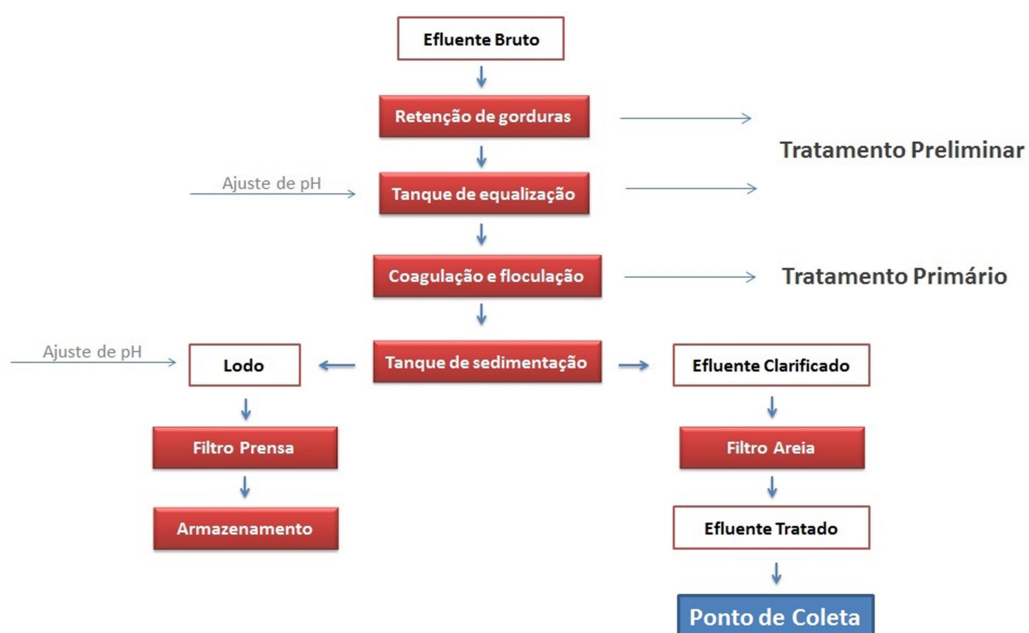 Efluente Bruto
Retenção de gorduras
Tratamento Preliminar
Ajuste de pH
Tanque de equalização
Coagulação e floculação
Tratamento Primário
Ajuste de pH
Lodo
Tanque de sedimentação
Efluente Clarificado
Filtro Prensa
Filtro Areia
Armazenamento
Efluente Tratado
Ponto de Coleta